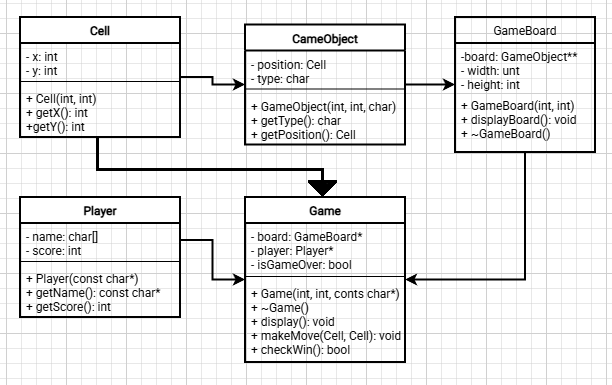 Cell
- x: int
- y: int
+ Cell(int, int)
+ getX(): int
+getY(): int
CameObject
- position: Cell
- type: char
+ GameObject(int, int, char)
+ getType(): char
+ getPosition(): Cell
GameBoard
-board: GameObject**
- width: unt
- height: int
+ GameBoard(int, int)
+ displayBoard(): void
+ ~GameBoard()
Player
- name: char[]
- score: int
+ Player(const char*)
+ getName(): const char*
+ getScore(): int
Game
- board: GameBoard*
- player: Player*
- isGameOver: bool
+ Game(int, int, conts char*)
+ ~Game()
+ display(): void
+ makeMove(Cell, Cell): void
+ checkWin(): bool